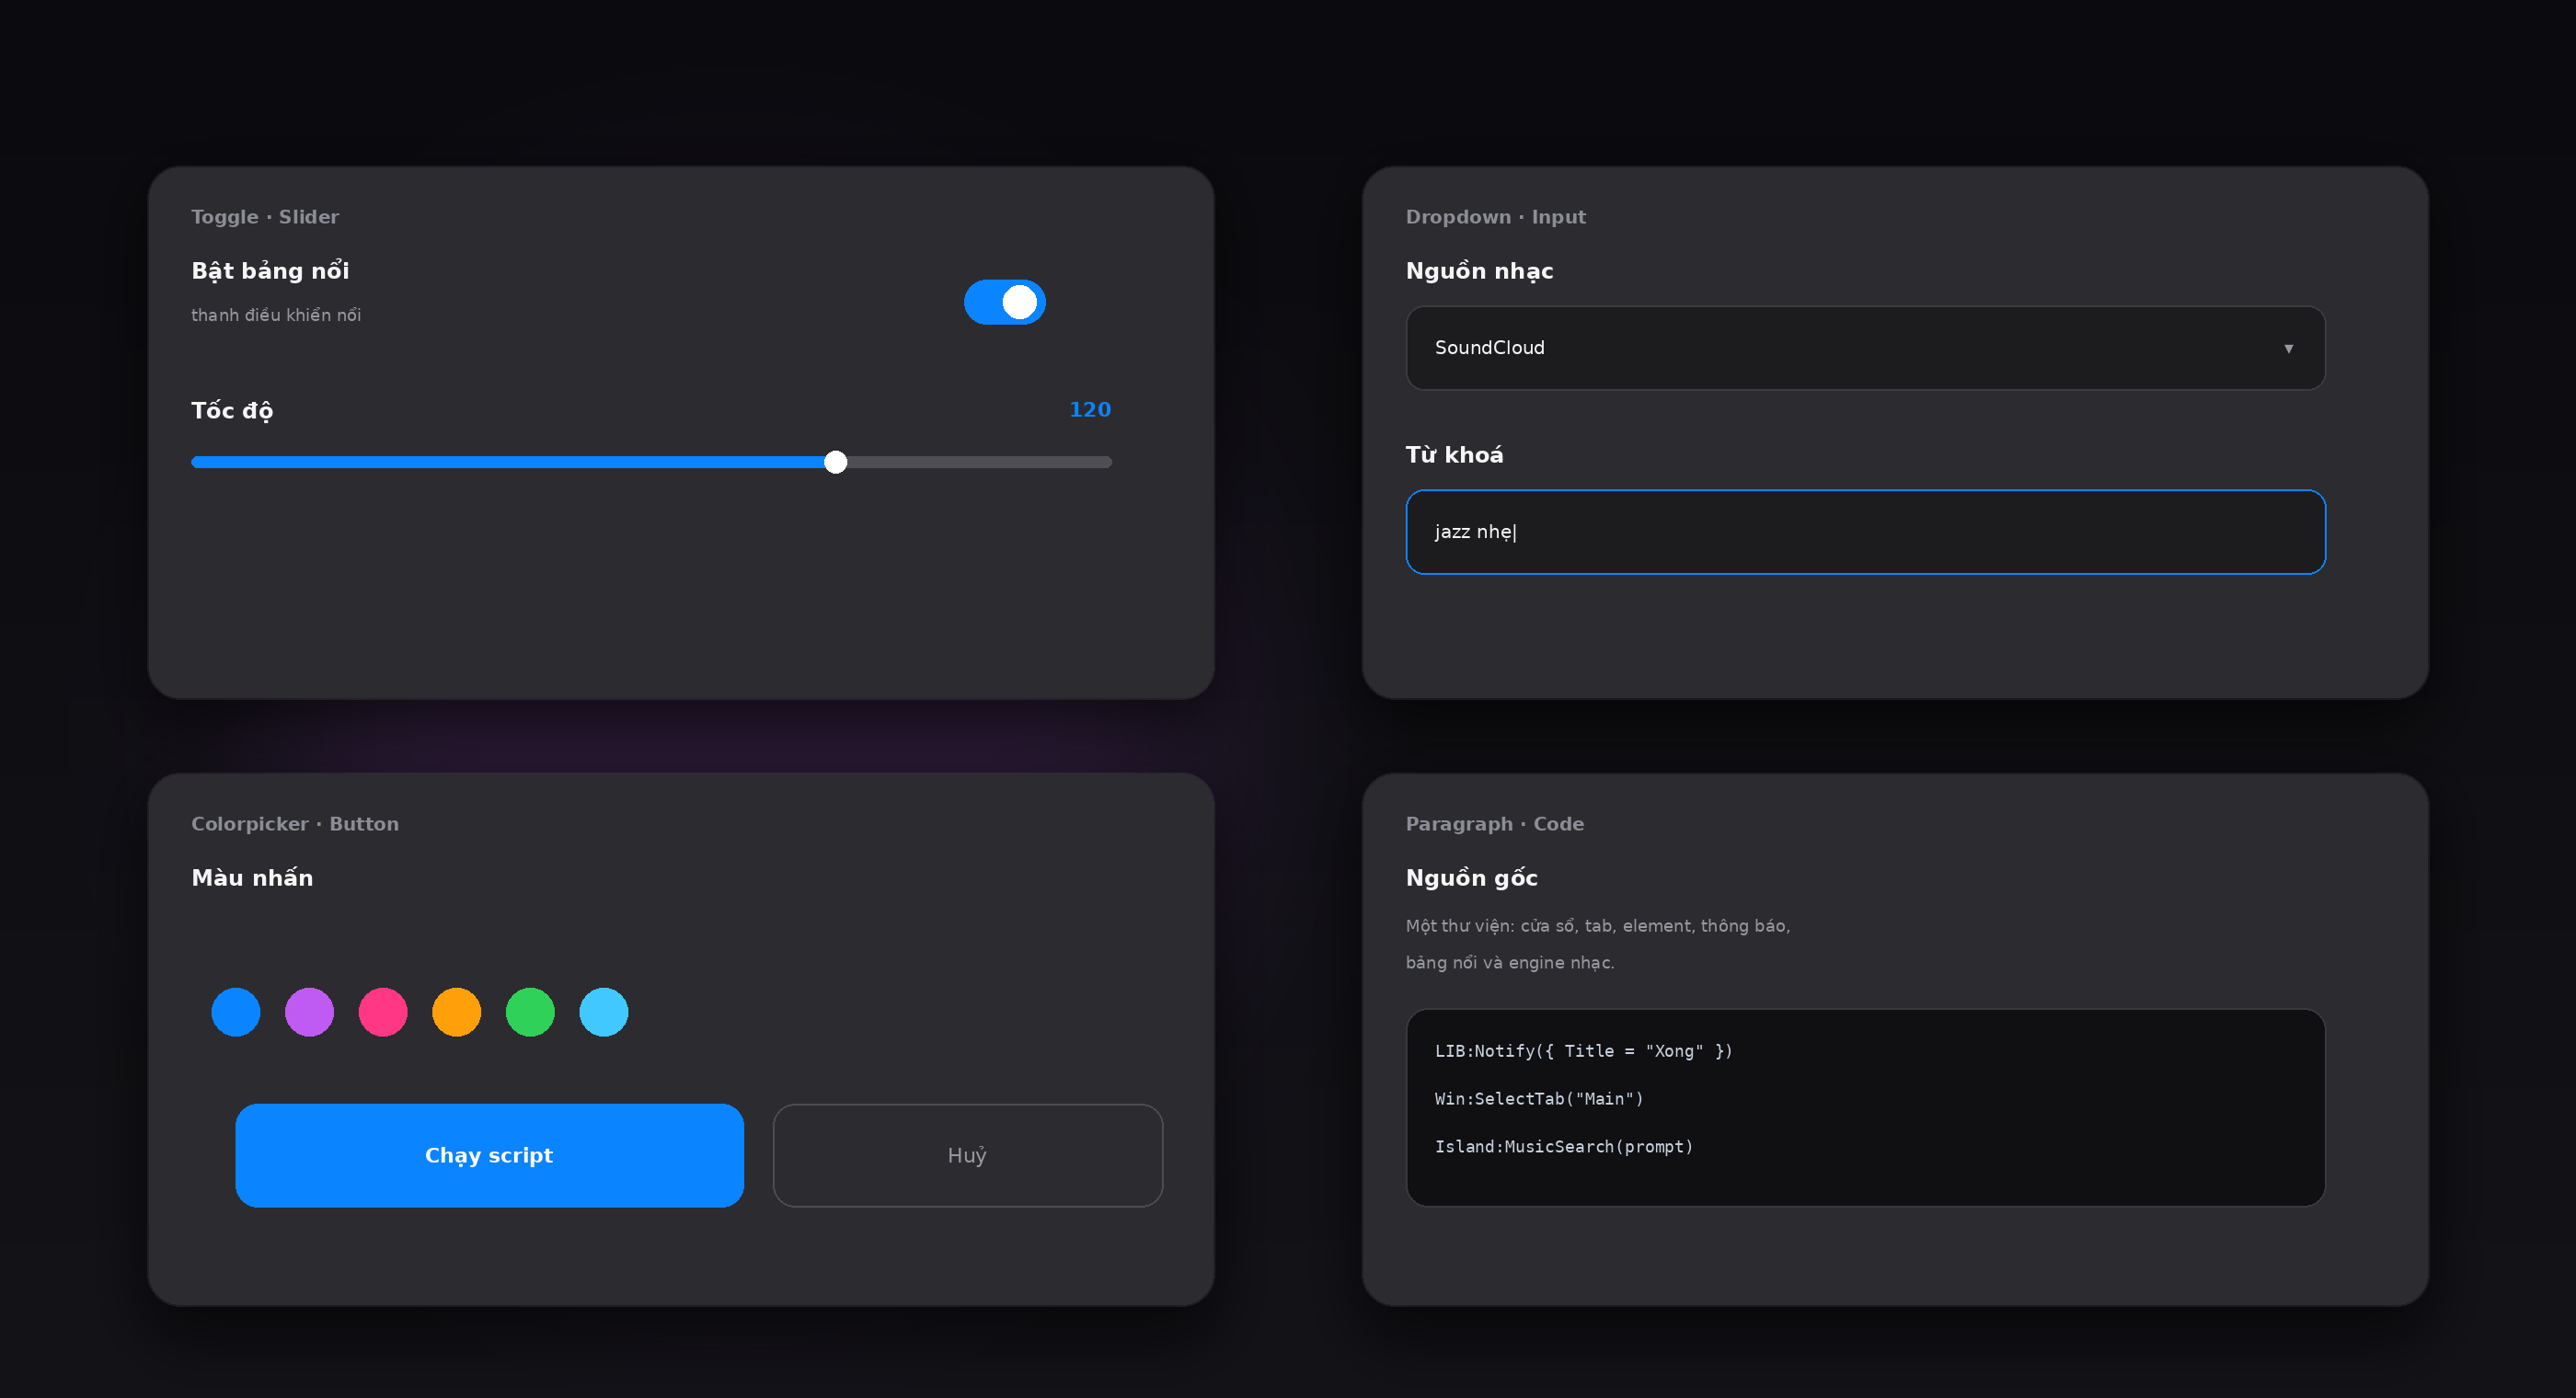 Toggle · Slider
Bật bảng nổi
thanh điều khiển nổi
Tốc độ
120
Dropdown · Input
Nguồn nhạc
SoundCloud
Từ khoá
jazz nhẹ|
Colorpicker · Button
Màu nhấn
Chạy script
Huỷ
Paragraph · Code
Nguồn gốc
Một thư viện: cửa sổ, tab, element, thông báo,
bảng nổi và engine nhạc.
LIB:Notify({ Title = "Xong" })
Win:SelectTab("Main")
Island:MusicSearch(prompt)